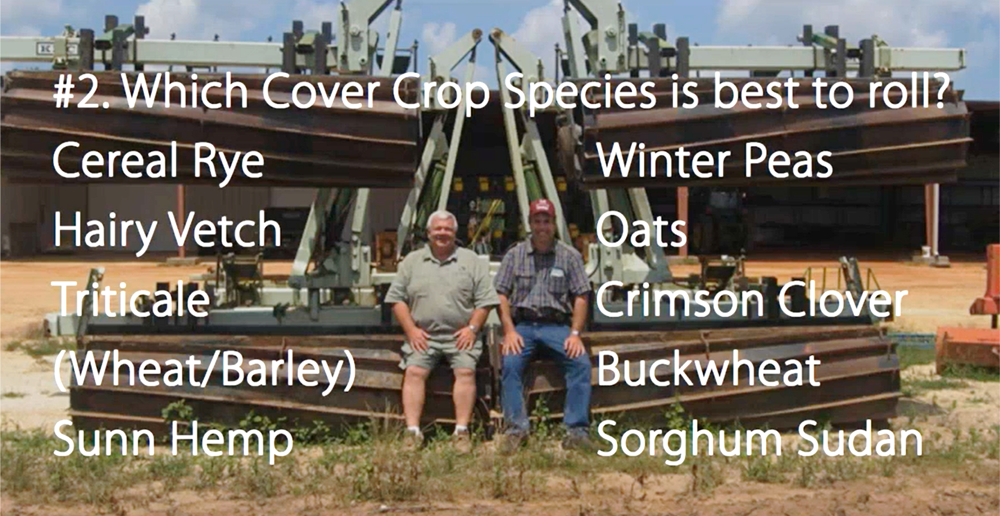 #2. Which Cover Crop Species is best to roll?
Cereal Rye
Hairy Vetch
Triticale
(Wheat/Barley)
Sunn Hemp
Winter Peas
Oats
Crimson Clover
Buckwheat
Sorghum Sudan